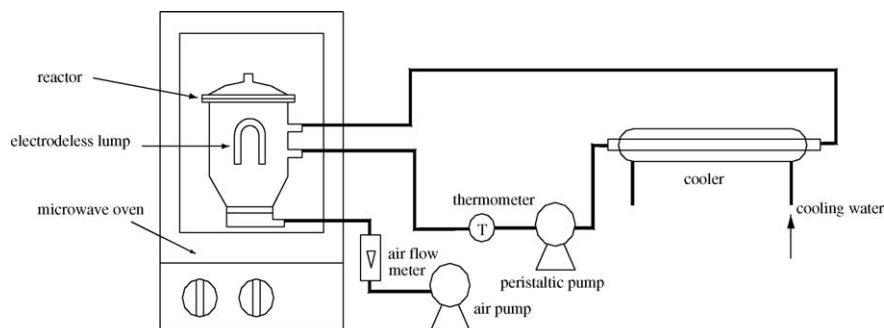 reactor
electrodeless lump
microwave oven
thermometer
T
cooler
cooling water
air flow
meter
peristaltic pump
air pump